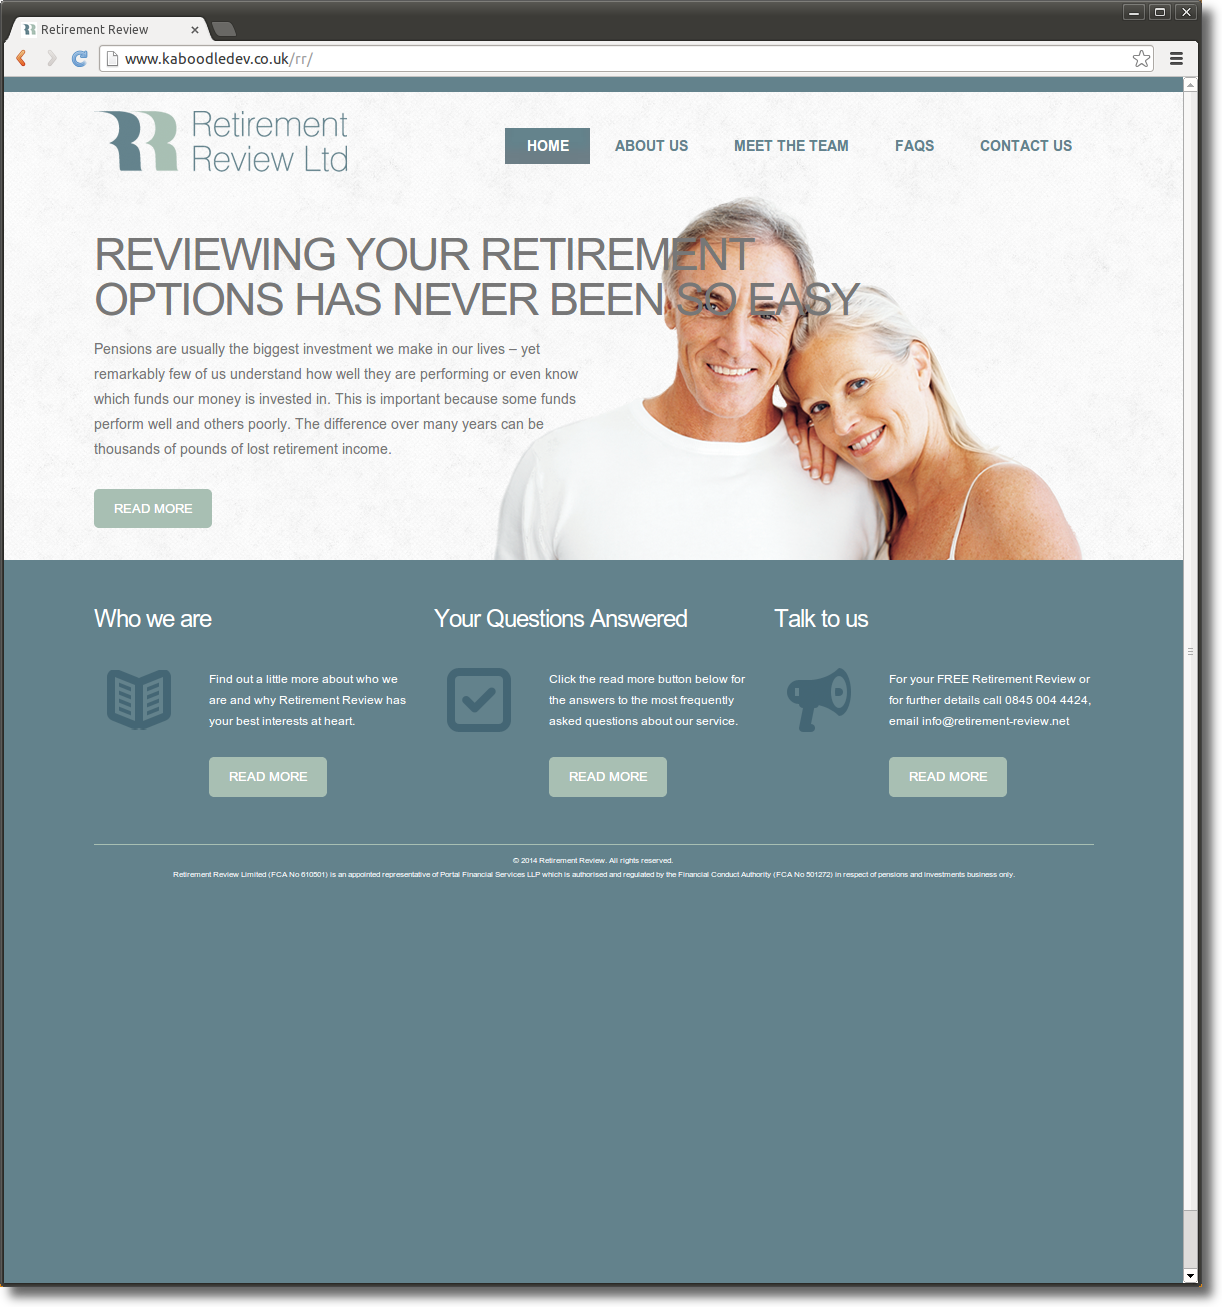 Retirement Review
www.kaboodledev.co.uk/rr/
Retirement
Review Ltd
HOME ABOUT US MEET THE TEAM FAQS CONTACT US
REVIEWING YOUR RETIREMENT
OPTIONS HAS NEVER BEEN SO EASY
Pensions are usually the biggest investment we make in our lives – yet
remarkably few of us understand how well they are performing or even know
which funds our money is invested in. This is important because some funds
perform well and others poorly. The difference over many years can be
thousands of pounds of lost retirement income.
READ MORE
Who we are
Find out a little more about who we
are and why Retirement Review has
your best interests at heart.
READ MORE
Your Questions Answered
Click the read more button below for
the answers to the most frequently
asked questions about our service.
READ MORE
Talk to us
For your FREE Retirement Review or
for further details call 0845 004 4424,
email info@retirement-review.net
READ MORE
© 2014 Retirement Review. All rights reserved.
Retirement Review Limited (FCA No 610501) is an appointed representative of Portal Financial Services LLP which is authorised and regulated by the Financial Conduct Authority (FCA No 501272) in respect of pensions and investments business only.